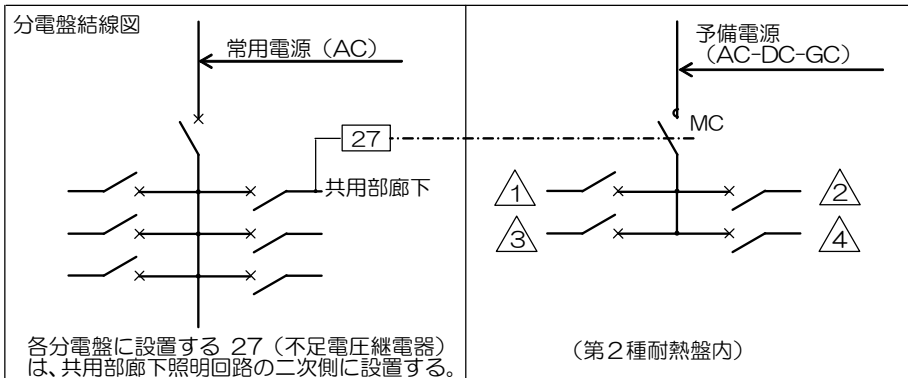 分電盤結線図
常用電源（AC）
27
共用部廊下
各分電盤に設置する 27（不足電圧継電器）
は、共用部廊下照明回路の二次側に設置する。
予備電源
（AC-DC-GC）
MC
1
2
3
4
（第２種耐熱盤内）